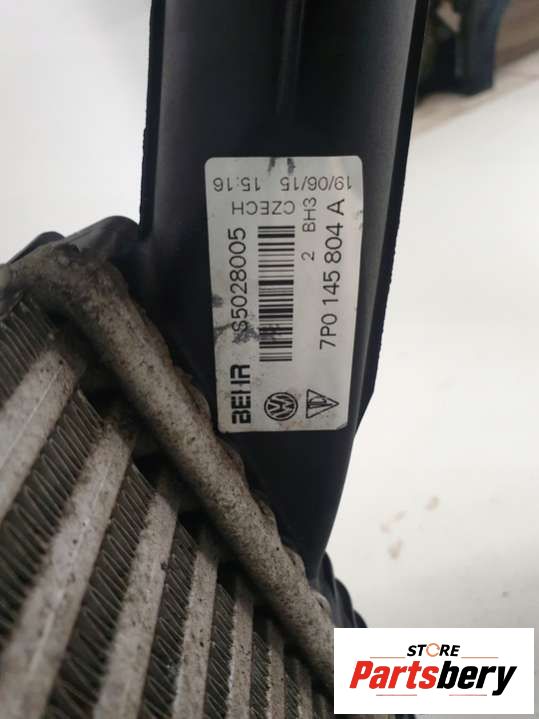 BEHR S5028005 CZECH 19/06/15 15:16
2 BH3
7P0 145 804 A
STORE
Partsbery